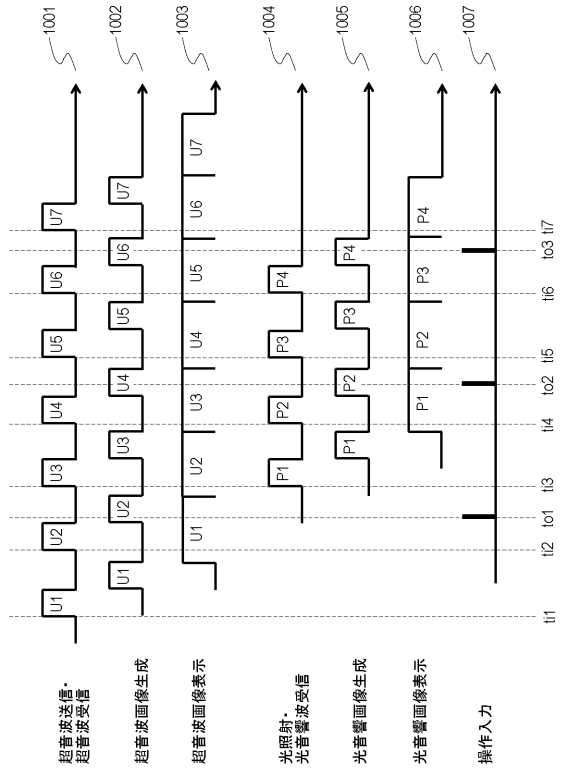 超音波送信・
超音波受信
U1 U2 U3 U4 U5 U6 U7
1001
超音波画像生成
U1 U2 U3 U4 U5 U6 U7
1002
超音波画像表示
U1 U2 U3 U4 U5 U6 U7
1003
光照射・
光音響波受信
P1 P2 P3 P4
1004
光音響画像生成
P1 P2 P3 P4
1005
光音響画像表示
P1 P2 P3 P4
1006
操作入力
1007
ti1 ti2 to1 ti3 ti4 to2 ti5 ti6 to3 ti7